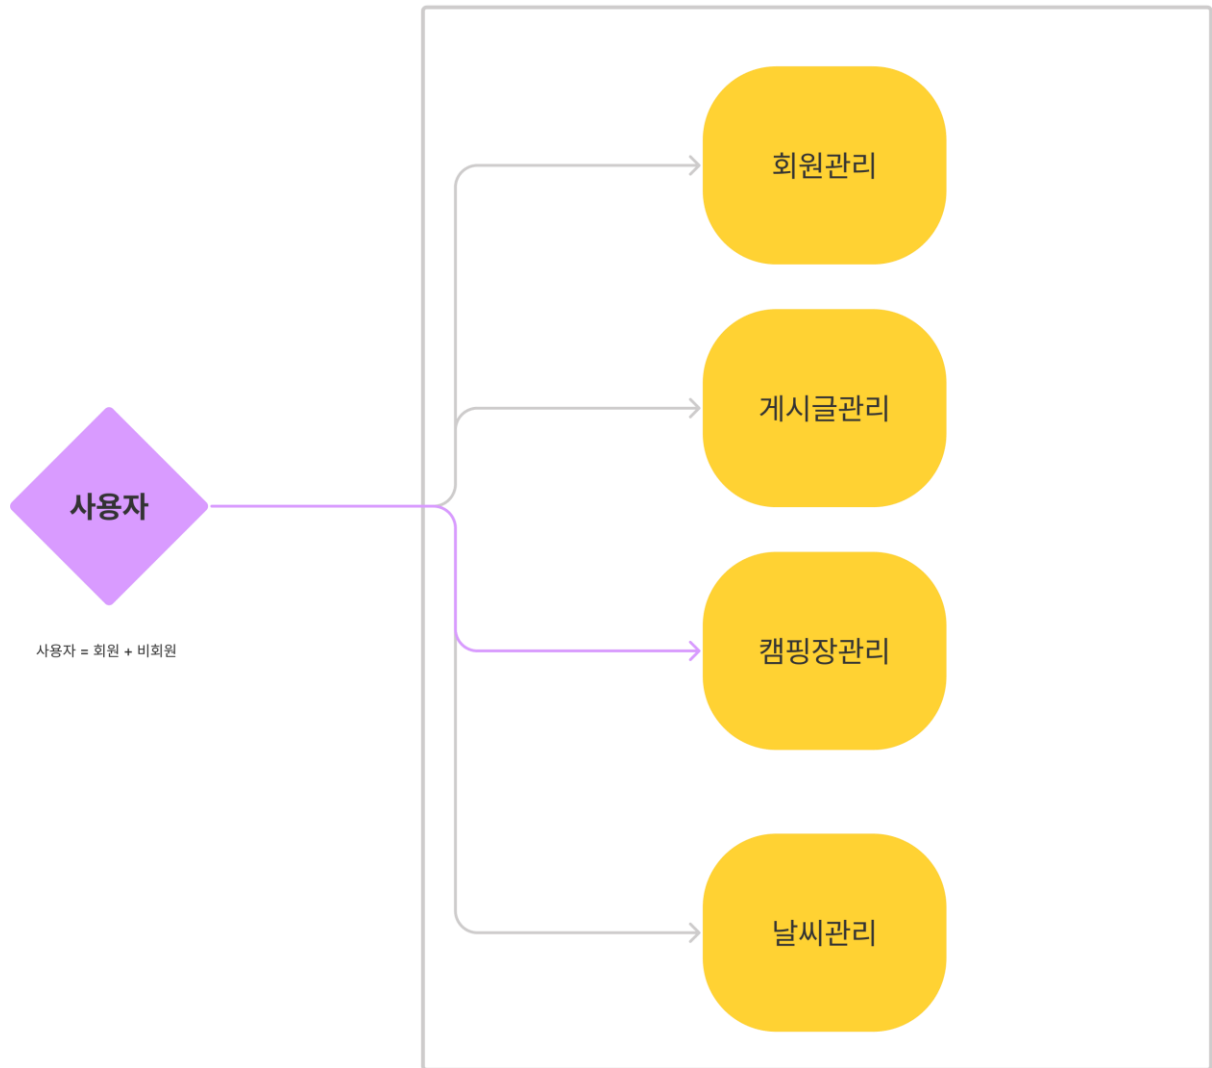 회원관리
게시글관리
사용자
사용자 = 회원 + 비회원
캠핑장관리
날씨관리